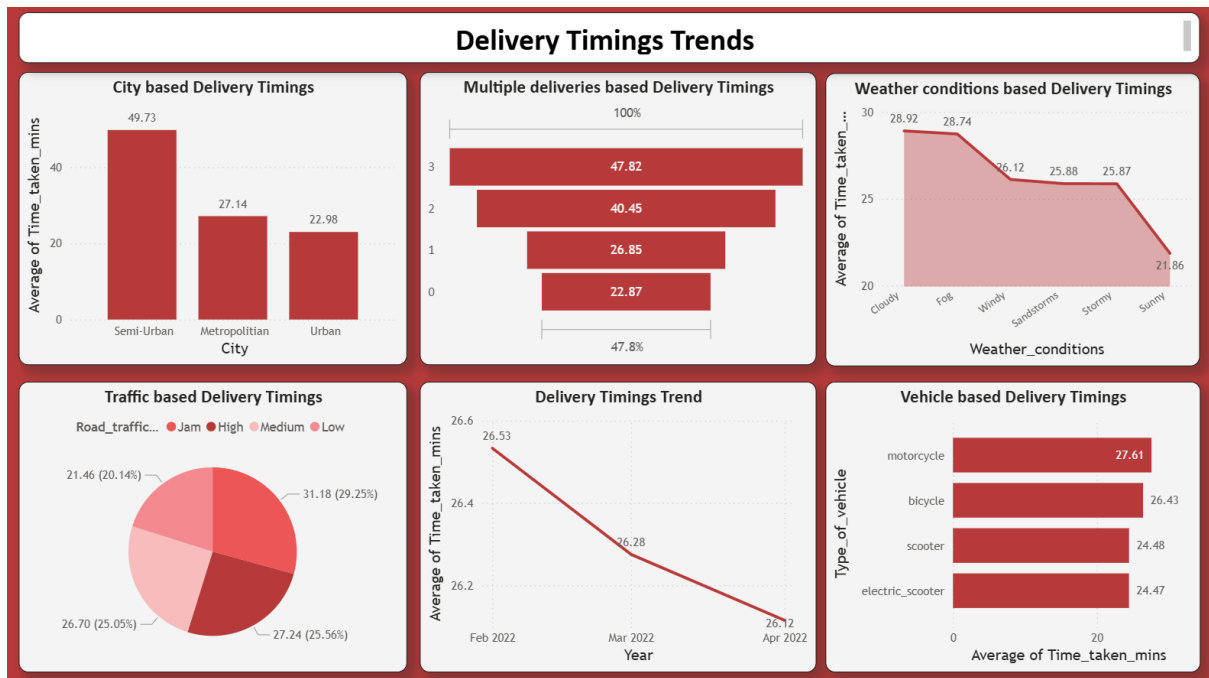 Delivery Timings Trends
City based Delivery Timings
Average of Time_taken_mins
49.73
40
27.14
22.98
20
0
Semi-Urban Metropolitian Urban
City
Multiple deliveries based Delivery Timings
100%
3 47.82
2 40.45
1 26.85
0 22.87
47.8%
Weather conditions based Delivery Timings
Average of Time_taken_...
30
28.92 28.74
26.12 25.88 25.87
25
21.86
20
Cloudy Fog Windy Sandstorms Stormy Sunny
Weather_conditions
Traffic based Delivery Timings
Road_traffic... Jam High Medium Low
21.46 (20.14%)
31.18 (29.25%)
26.70 (25.05%)
27.24 (25.56%)
Delivery Timings Trend
Average of Time_taken_mins
26.6
26.53
26.4
26.28
26.2
26.12
Feb 2022 Mar 2022 Apr 2022
Year
Vehicle based Delivery Timings
Type_of_vehicle
motorcycle 27.61
bicycle 26.43
scooter 24.48
electric_scooter 24.47
0 20
Average of Time_taken_mins